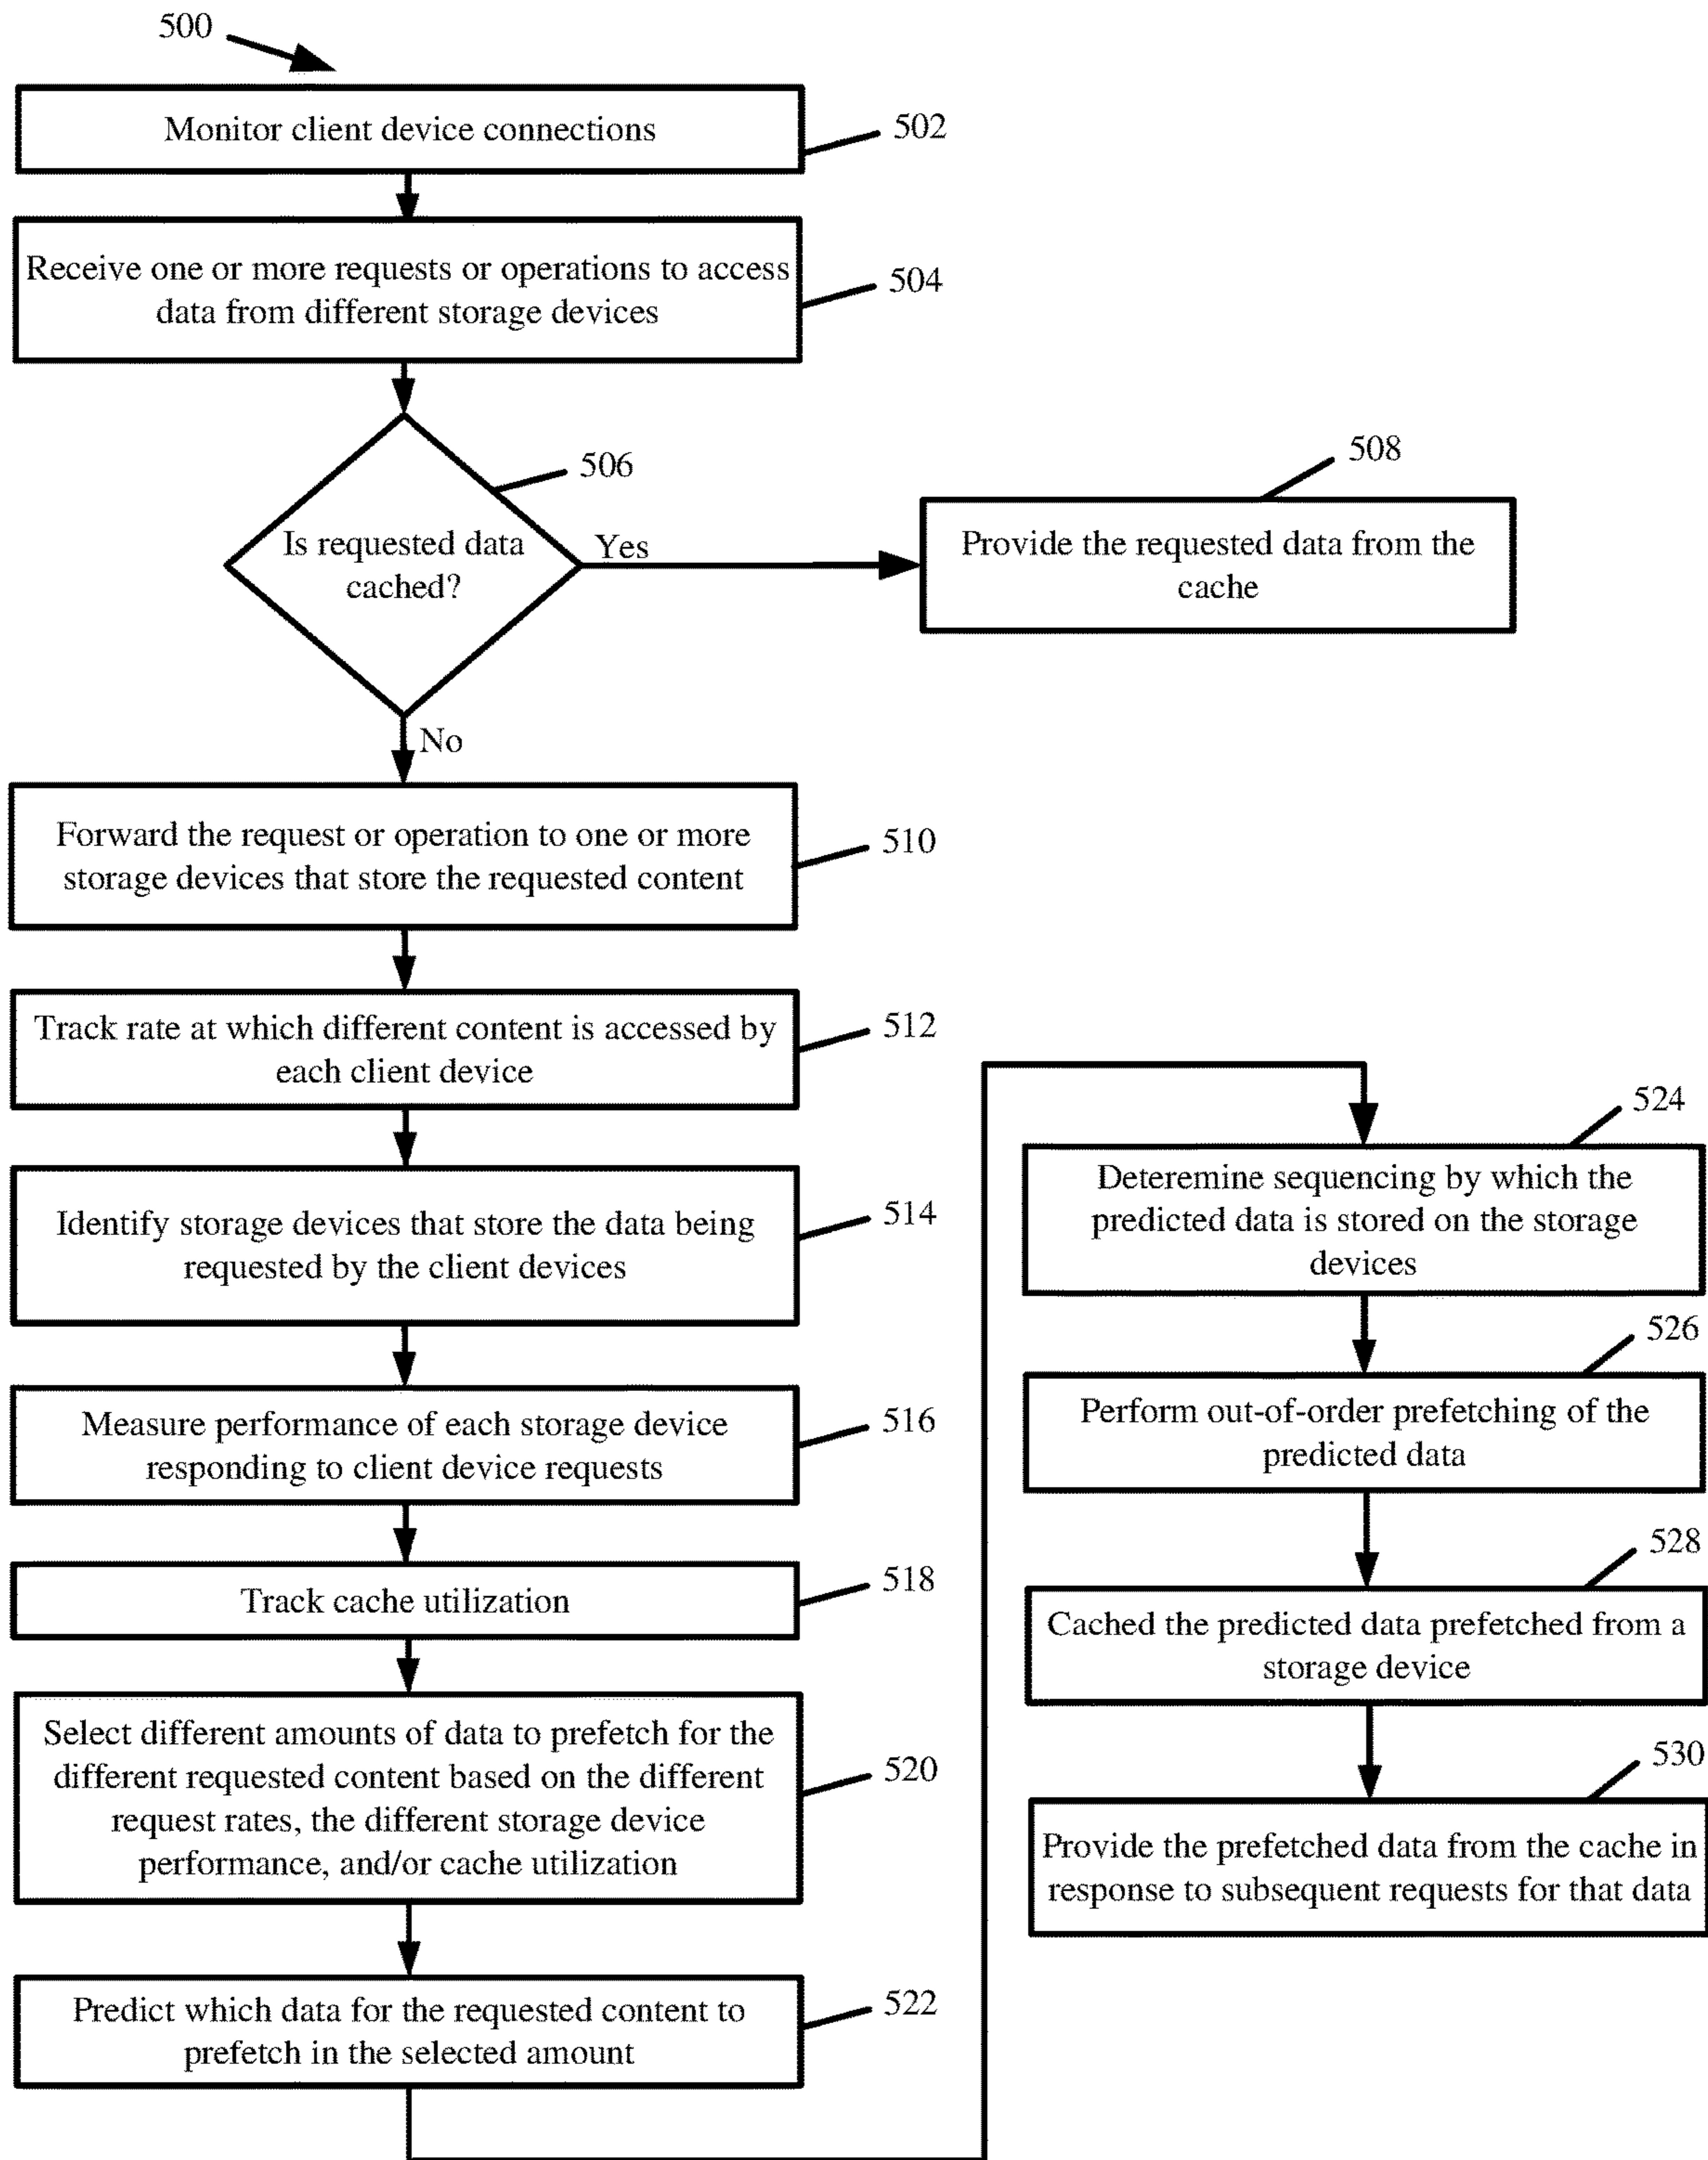 500
Monitor client device connections
502
Receive one or more requests or operations to access
data from different storage devices
504
506
Is requested data
cached?
Yes
508
Provide the requested data from the
cache
No
Forward the request or operation to one or more
storage devices that store the requested content
510
Track rate at which different content is accessed by
each client device
512
Identify storage devices that store the data being
requested by the client devices
514
Measure performance of each storage device
responding to client device requests
516
Track cache utilization
518
Select different amounts of data to prefetch for the
different requested content based on the different
request rates, the different storage device
performance, and/or cache utilization
520
Predict which data for the requested content to
prefetch in the selected amount
522
524
Deteremine sequencing by which the
predicted data is stored on the storage
devices
526
Perform out-of-order prefetching of the
predicted data
528
Cached the predicted data prefetched from a
storage device
530
Provide the prefetched data from the cache in
response to subsequent requests for that data